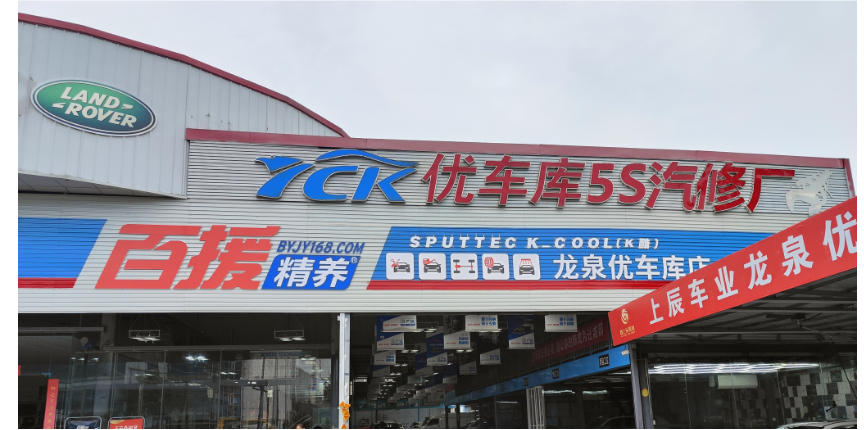 LAND
ROVER
YCK 优车库5S汽修厂
百援
BYJY168.COM
精养®
SPUTTEC K_COOL(K酷)
龙泉优车库店
上辰车业龙泉优